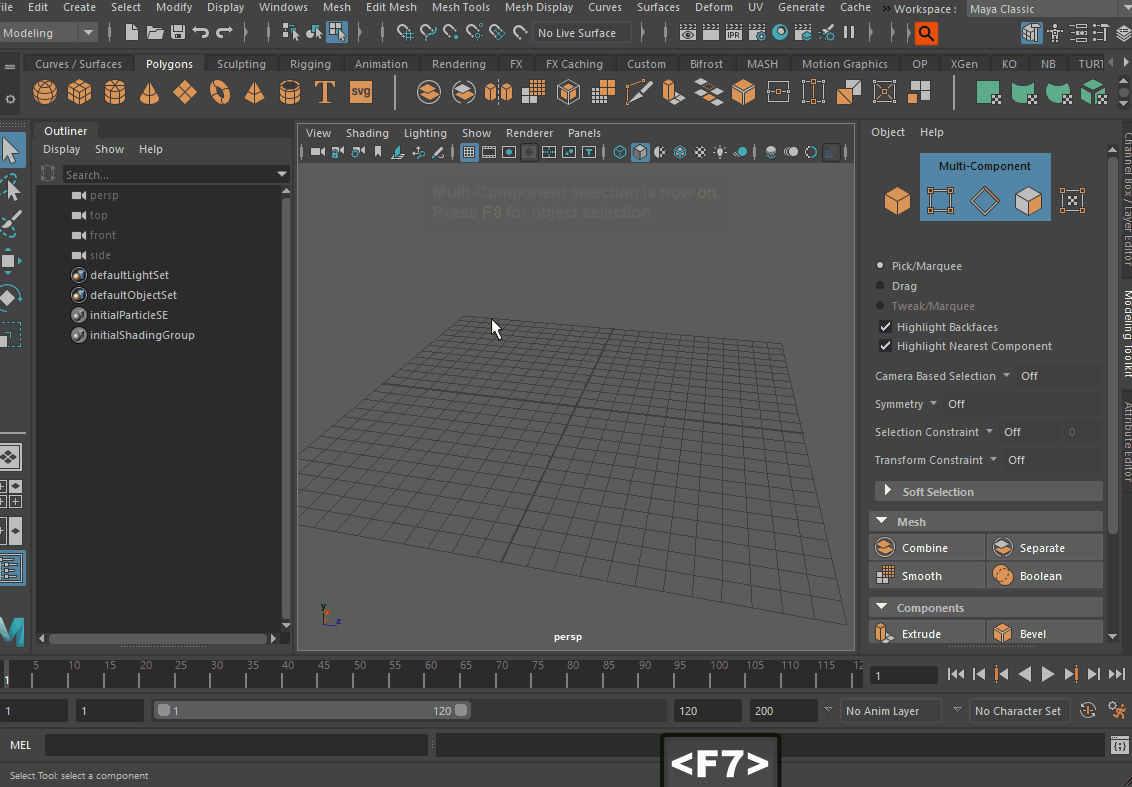 File Edit Create Select Modify Display Windows Mesh Edit Mesh Mesh Tools Mesh Display Curves Surfaces Deform UV Generate Cache » Workspace : Maya Classic
Modeling No Live Surface IPR
Curves / Surfaces Polygons Sculpting Rigging Animation Rendering FX FX Caching Custom Bifrost MASH Motion Graphics OP XGen KO NB TURT
T SVG
Outliner
Display Show Help
Search...
persp
top
front
side
defaultLightSet
defaultObjectSet
initialParticleSE
initialShadingGroup
View Shading Lighting Show Renderer Panels
Multi-Component selection is now on.
Press F8 for object selection
y
x
z
persp
Object Help
Multi-Component
Pick/Marquee
Drag
Tweak/Marquee
Highlight Backfaces
Highlight Nearest Component
Camera Based Selection Off
Symmetry Off
Selection Constraint Off 0
Transform Constraint Off
Soft Selection
Mesh
Combine Separate
Smooth Boolean
Components
Extrude Bevel
Channel Box / Layer Editor
Modeling Toolkit
Attribute Editor
5 10 15 20 25 30 35 40 45 50 55 60 65 70 75 80 85 90 95 100 105 110 115 12
1 1
1 1 1 120 120 200 No Anim Layer No Character Set
MEL
<F7>
Select Tool: select a component